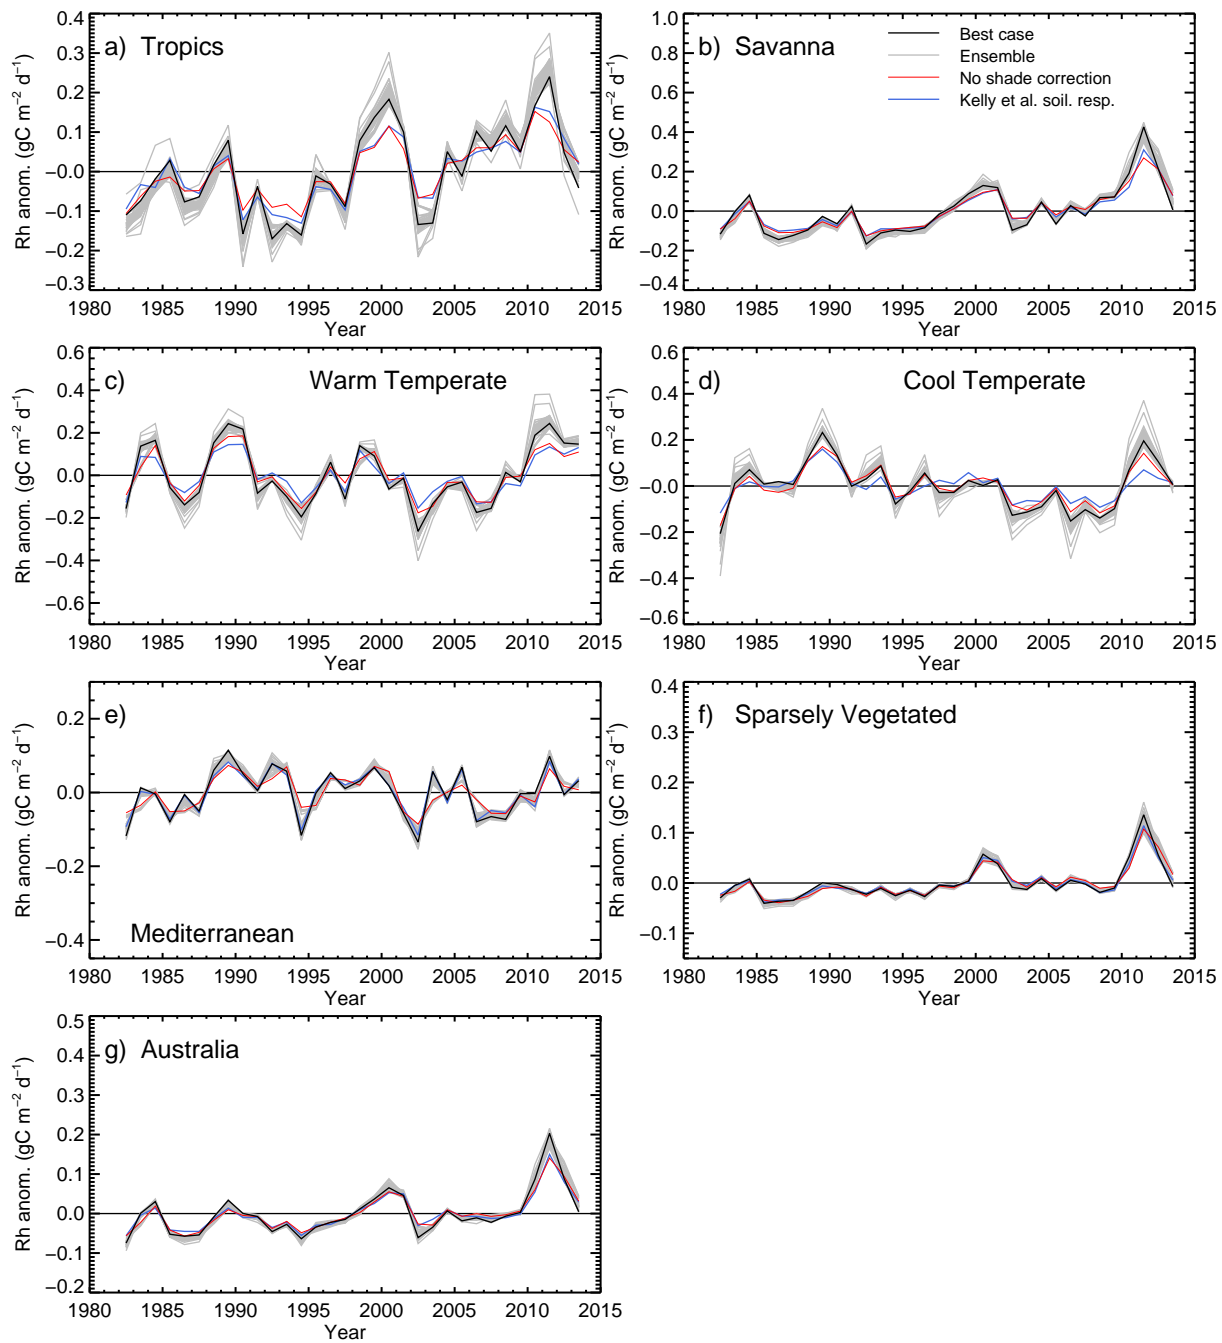 a) Tropics
Rh anom. (gC m−2 d−1)
0.4
0.3
0.2
0.1
−0.0
−0.1
−0.2
−0.3
1980 1985 1990 1995 2000 2005 2010 2015
Year
b) Savanna
Best case
Ensemble
No shade correction
Kelly et al. soil. resp.
Rh anom. (gC m−2 d−1)
1.0
0.8
0.6
0.4
0.2
0.0
−0.2
−0.4
1980 1985 1990 1995 2000 2005 2010 2015
Year
c) Warm Temperate
Rh anom. (gC m−2 d−1)
0.6
0.4
0.2
0.0
−0.2
−0.4
−0.6
1980 1985 1990 1995 2000 2005 2010 2015
Year
d) Cool Temperate
Rh anom. (gC m−2 d−1)
0.6
0.4
0.2
−0.0
−0.2
−0.4
−0.6
1980 1985 1990 1995 2000 2005 2010 2015
Year
e)
Mediterranean
Rh anom. (gC m−2 d−1)
0.2
0.0
−0.2
−0.4
1980 1985 1990 1995 2000 2005 2010 2015
Year
f) Sparsely Vegetated
Rh anom. (gC m−2 d−1)
0.4
0.3
0.2
0.1
0.0
−0.1
1980 1985 1990 1995 2000 2005 2010 2015
Year
g) Australia
Rh anom. (gC m−2 d−1)
0.5
0.4
0.3
0.2
0.1
0.0
−0.1
−0.2
1980 1985 1990 1995 2000 2005 2010 2015
Year